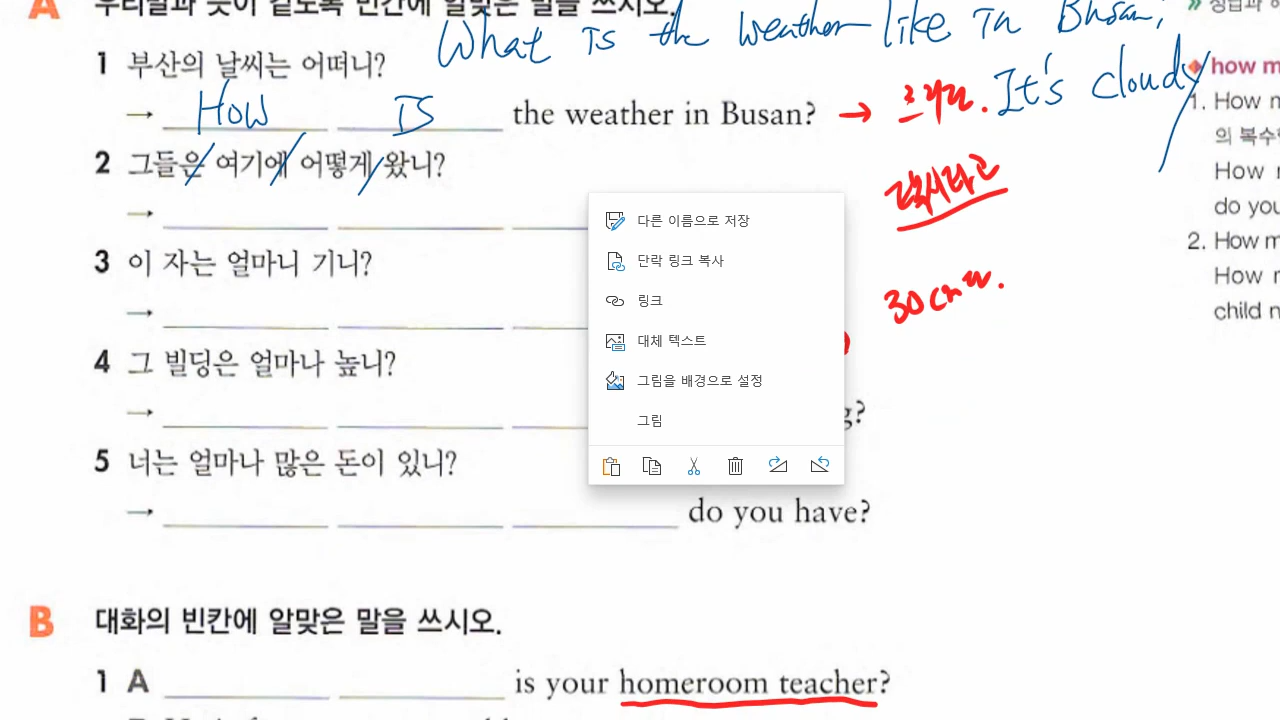 A 우리말과 뜻이 같도록 빈칸에 알맞은 말을 쓰시오.
What is the weather like in Busan?
1 부산의 날씨는 어떠니?
→ How is the weather in Busan? → 흐리다. It's cloudy
2 그들은 여기에 어떻게 왔니?
→
택시타고
3 이 자는 얼마니 기니?
→
30cm.
4 그 빌딩은 얼마나 높니?
→ g?
5 너는 얼마나 많은 돈이 있니?
→ do you have?
B 대화의 빈칸에 알맞은 말을 쓰시오.
1 A is your homeroom teacher?
다른 이름으로 저장
단락 링크 복사
링크
대체 텍스트
그림을 배경으로 설정
그림
» 정답과
how m
1. How m
의 복수
How m
do you
2. How m
How m
child n